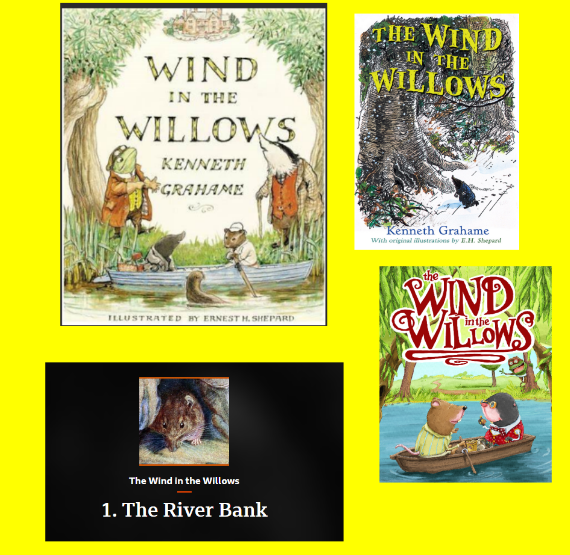 WIND
IN THE
WILLOWS
KENNETH
GRAHAME
ILLUSTRATED BY ERNEST H. SHEPARD
THE WIND
IN THE
WILLOWS
Kenneth Grahame
With original illustrations by E.H. Shepard
the
WIND
in the
WILLOWS
The Wind in the Willows
1. The River Bank